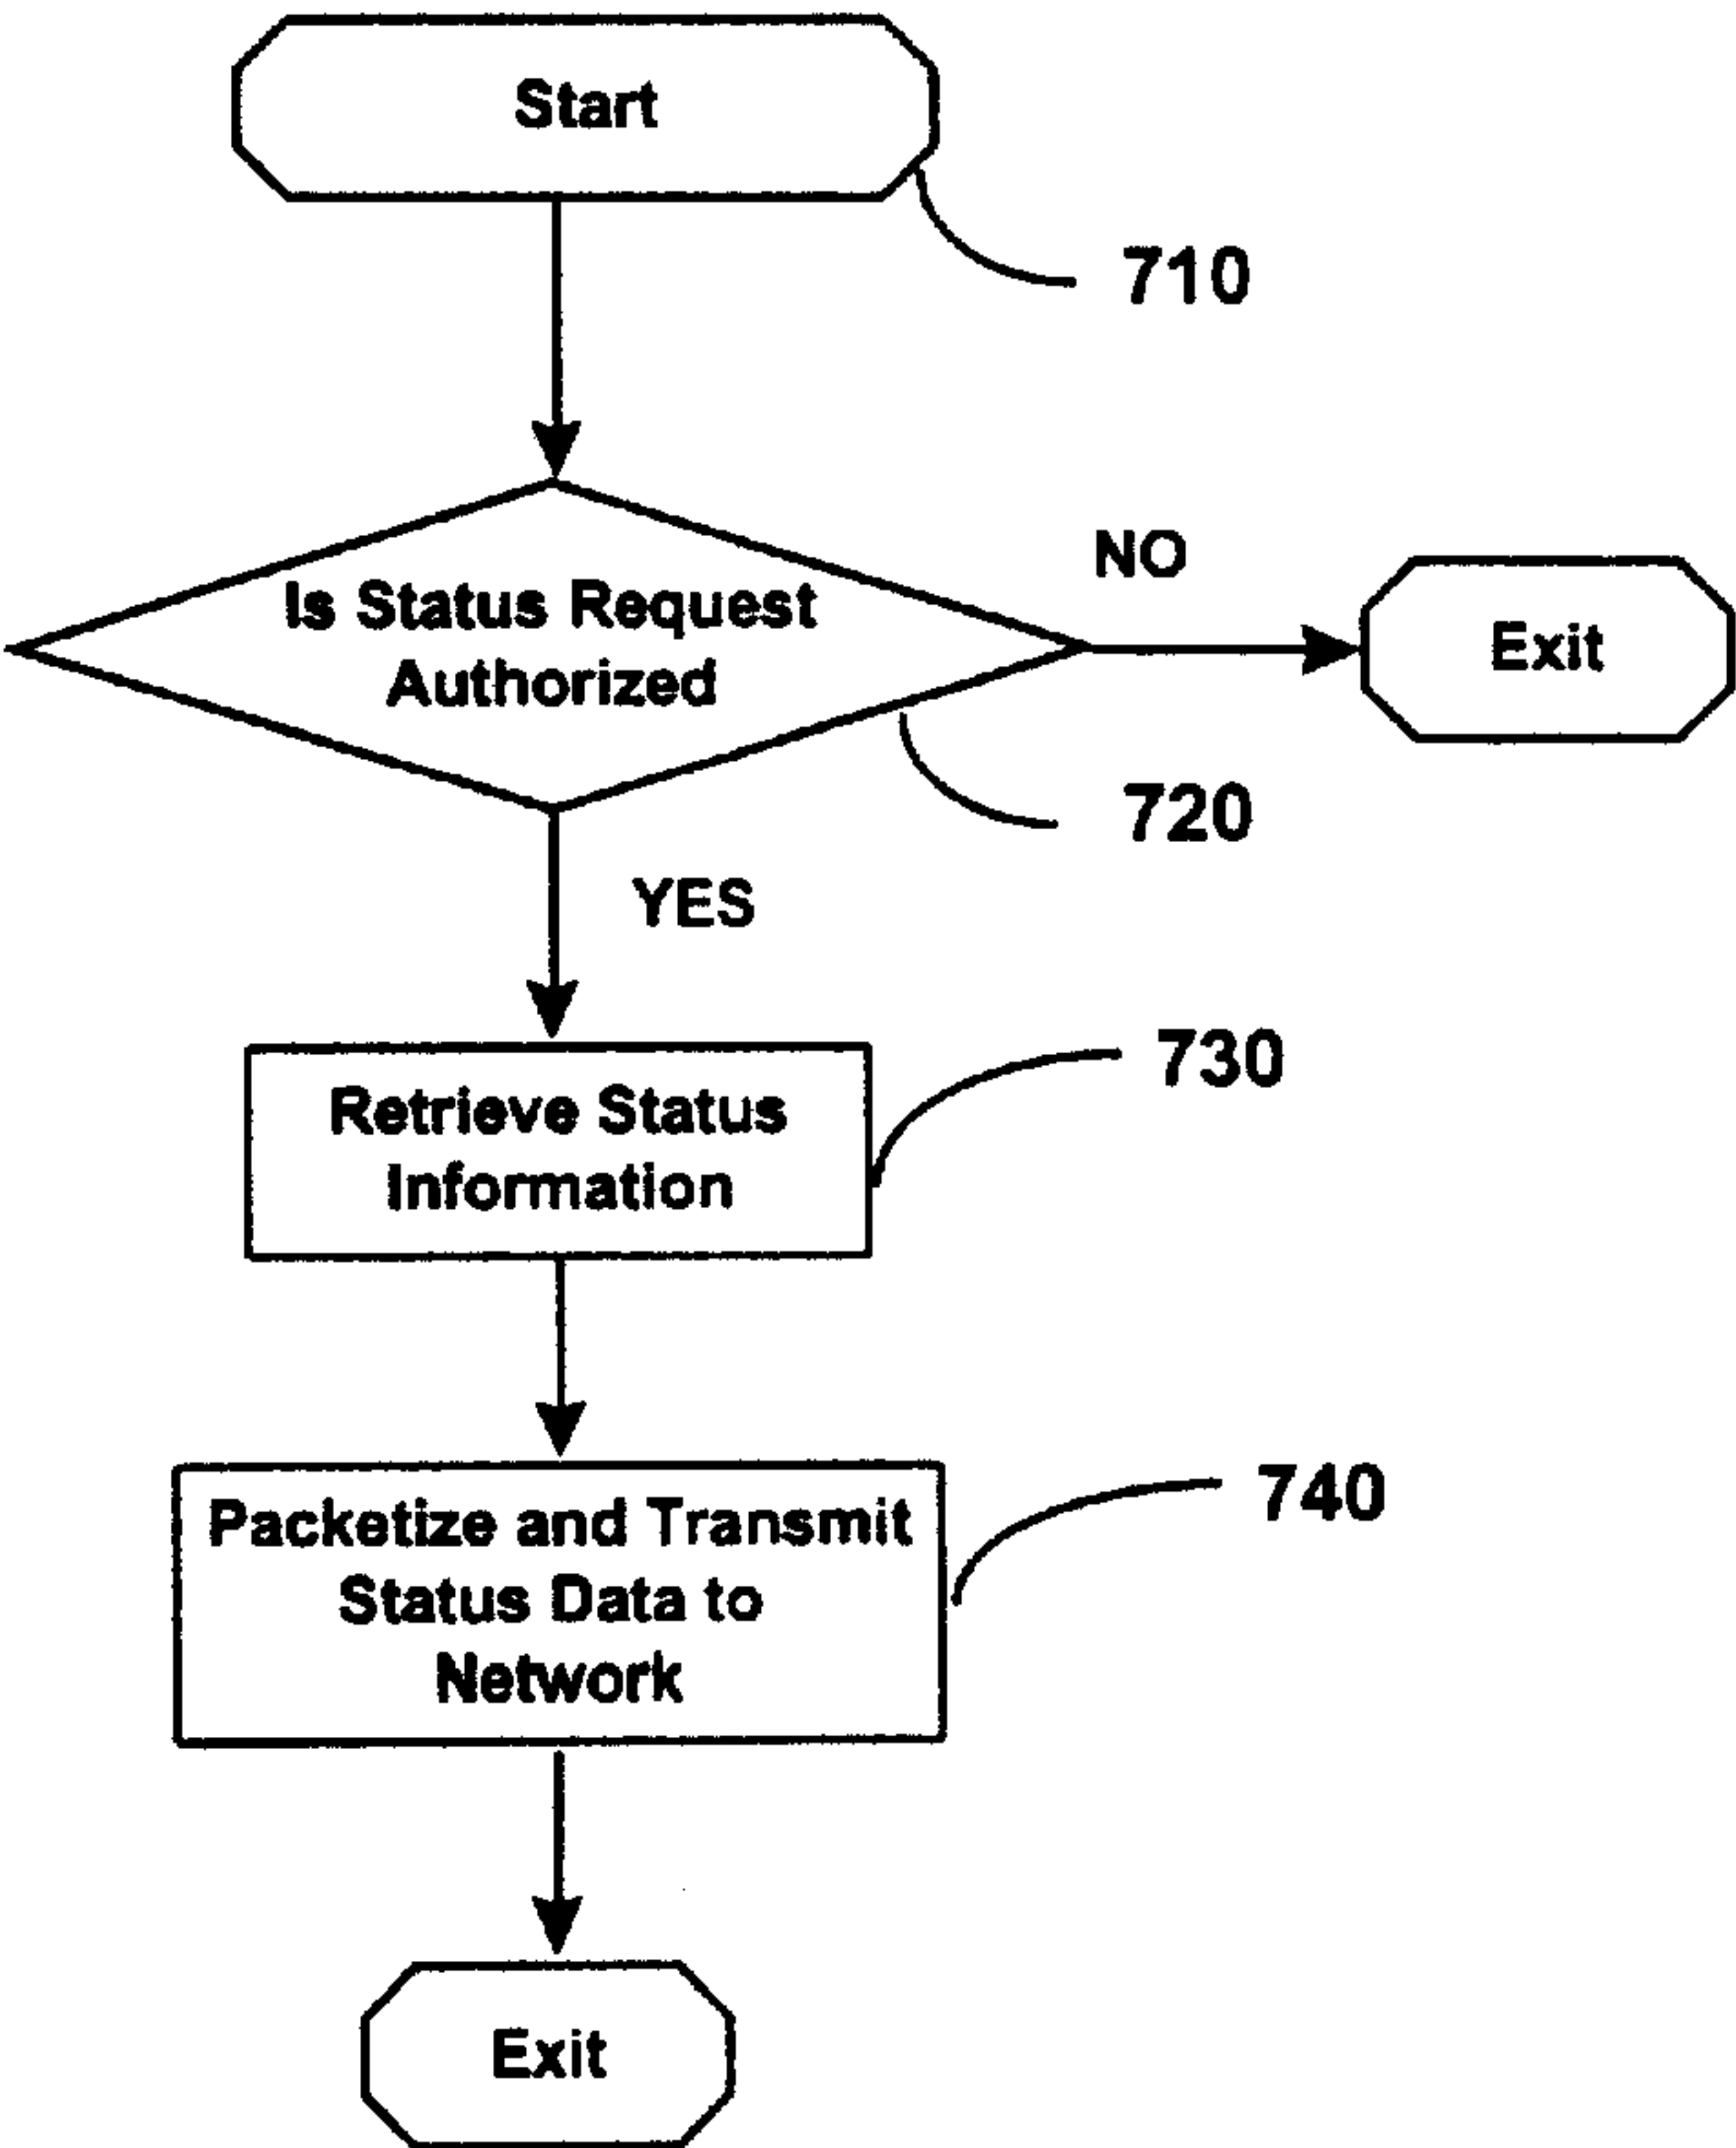 Start
710
Is Status Request
Authorized
NO
Exit
720
YES
730
Retrieve Status
Information
740
Packetize and Transmit
Status Data to
Network
Exit